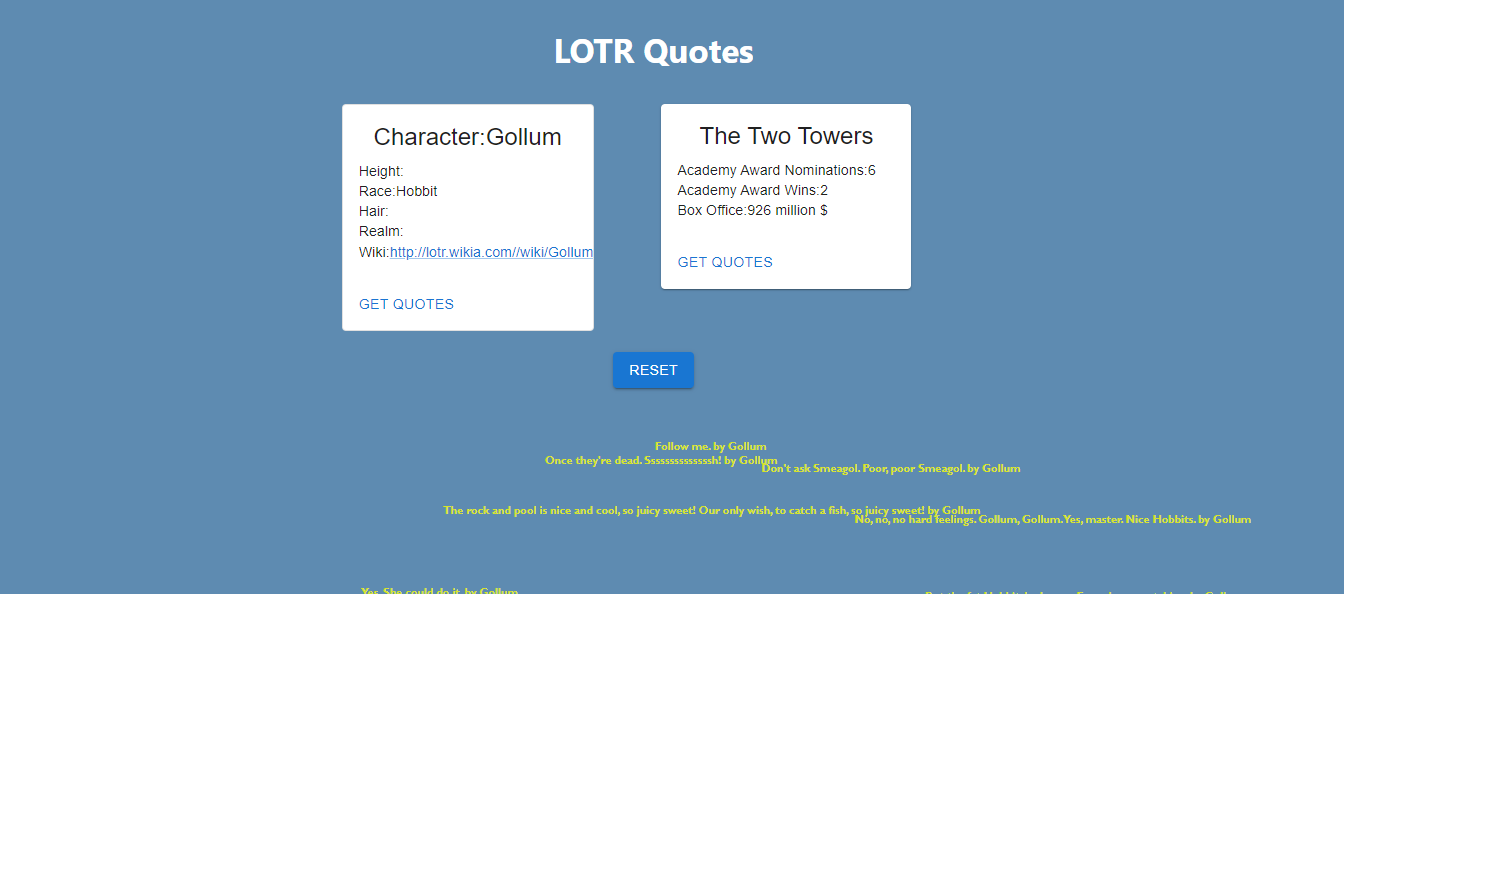 LOTR Quotes
Character:Gollum
Height:
Race:Hobbit
Hair:
Realm:
Wiki:http://lotr.wikia.com//wiki/Gollum
GET QUOTES
The Two Towers
Academy Award Nominations:6
Academy Award Wins:2
Box Office:926 million $
GET QUOTES
RESET
Follow me. by Gollum
Once they're dead. Sssssssssssssh! by Gollum
Don't ask Smeagol. Poor, poor Smeagol. by Gollum
The rock and pool is nice and cool, so juicy sweet! Our only wish, to catch a fish, so juicy sweet! by Gollum
No, no, no hard feelings. Gollum, Gollum. Yes, master. Nice Hobbits. by Gollum
Yes. She could do it. by Gollum